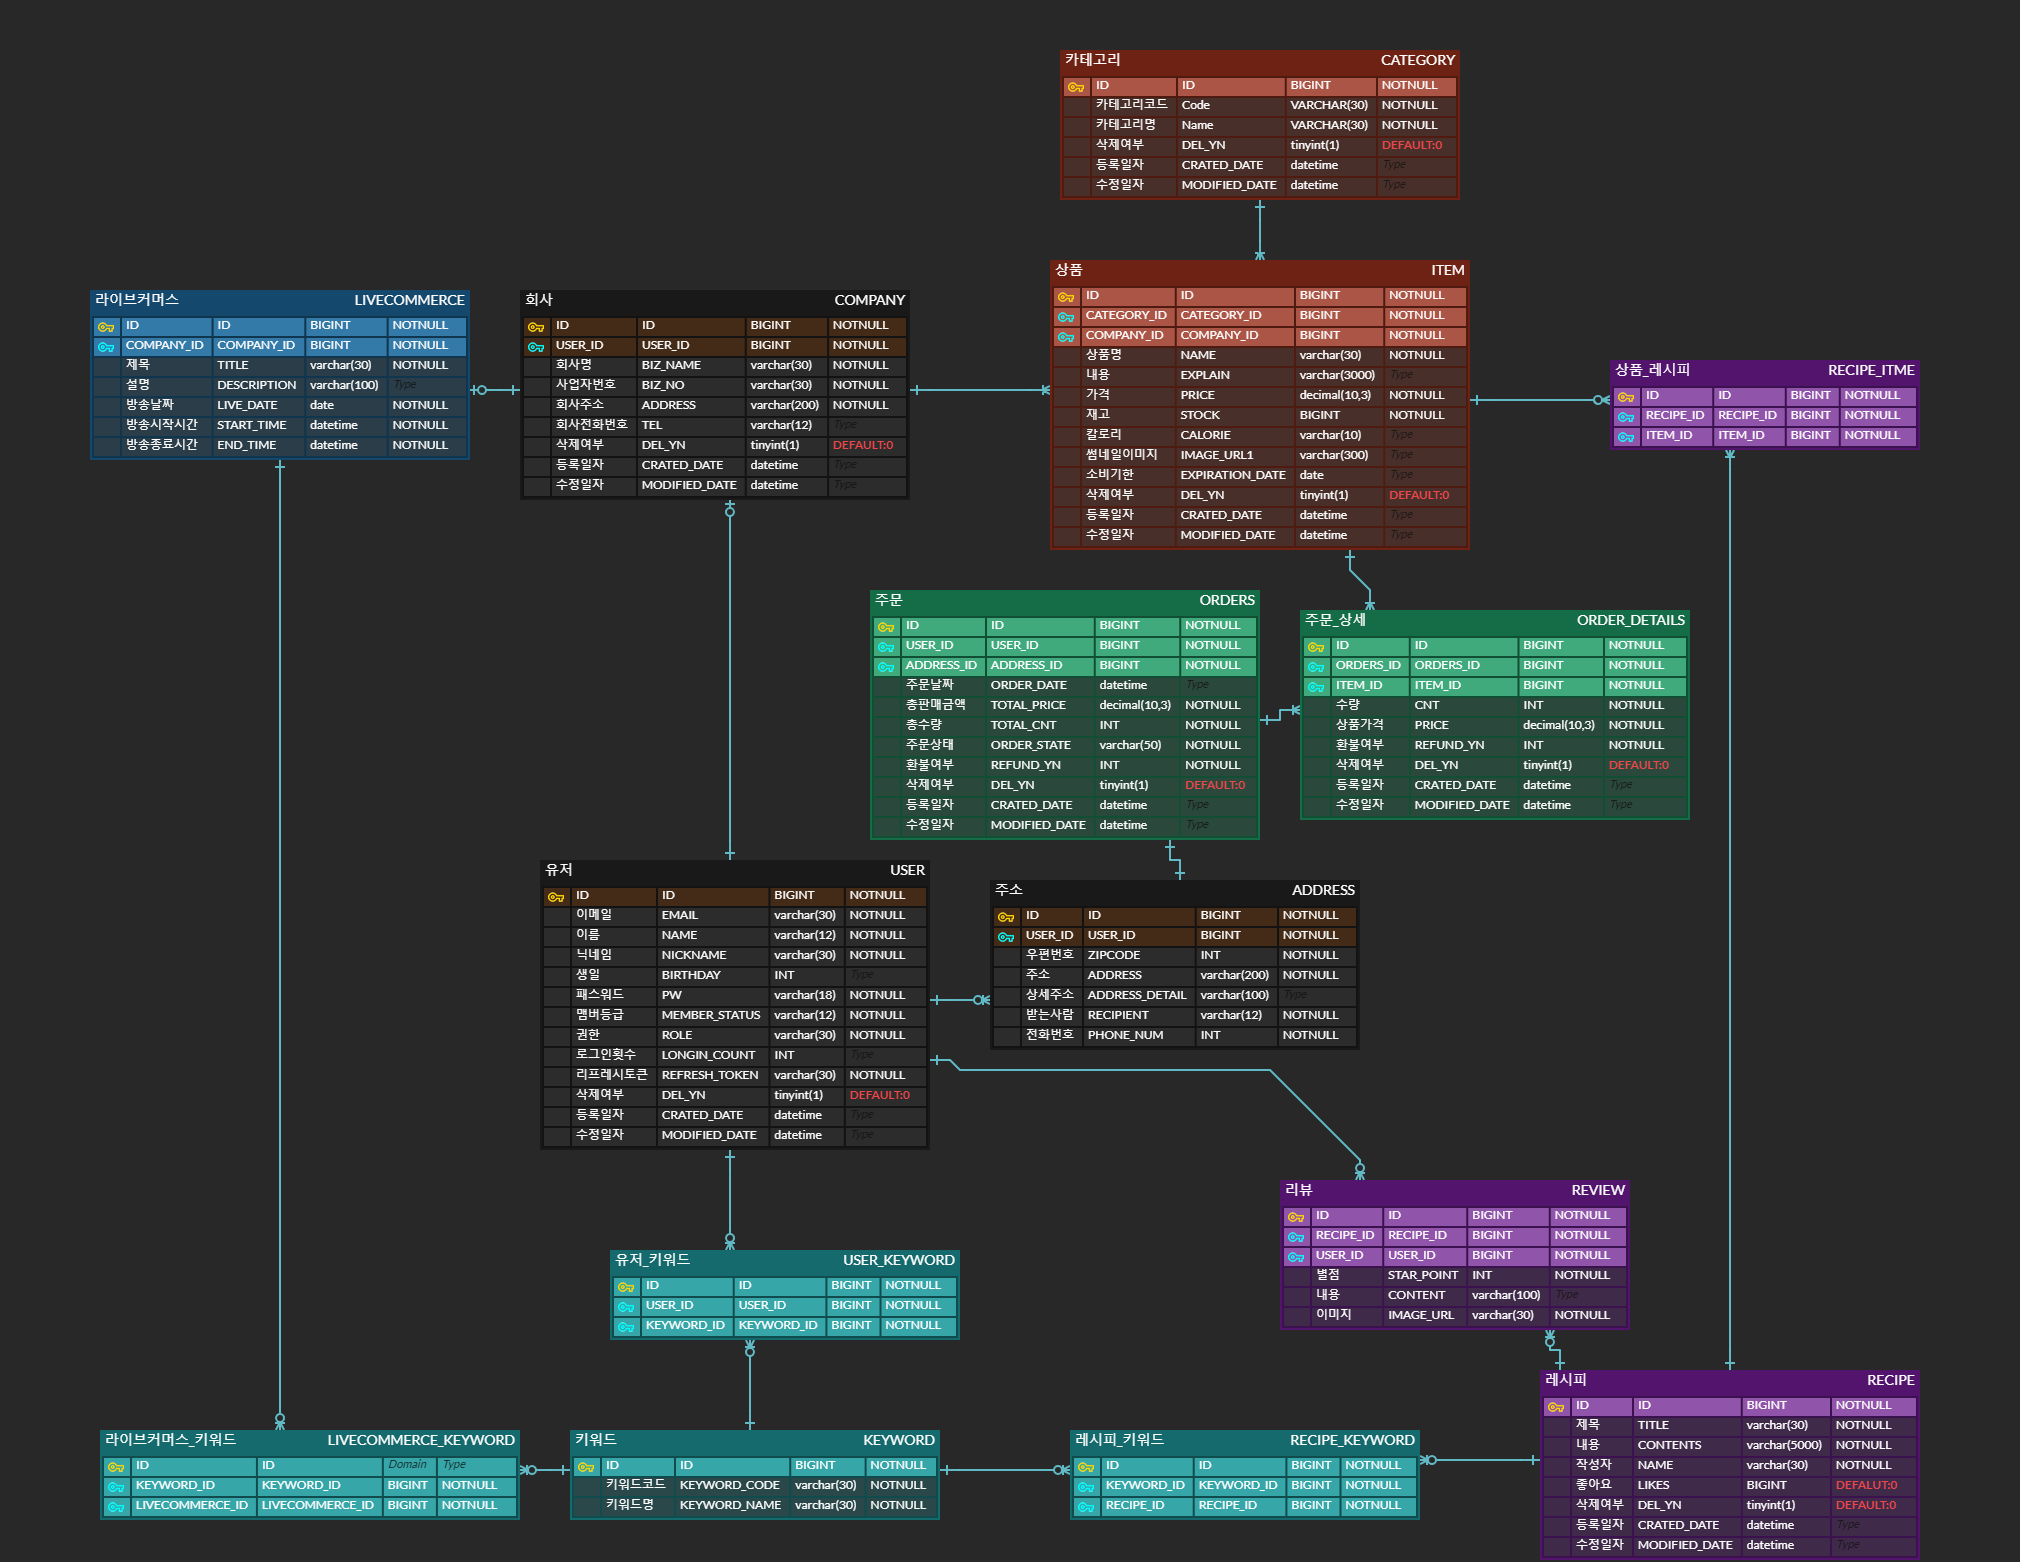 카테고리 CATEGORY
ID ID BIGINT NOTNULL
카테고리코드 Code VARCHAR(30) NOTNULL
카테고리명 Name VARCHAR(30) NOTNULL
삭제여부 DEL_YN tinyint(1) DEFAULT:0
등록일자 CRATED_DATE datetime Type
수정일자 MODIFIED_DATE datetime Type
라이브커머스 LIVECOMMERCE
ID ID BIGINT NOTNULL
COMPANY_ID COMPANY_ID BIGINT NOTNULL
제목 TITLE varchar(30) NOTNULL
설명 DESCRIPTION varchar(100) Type
방송날짜 LIVE_DATE date NOTNULL
방송시작시간 START_TIME datetime NOTNULL
방송종료시간 END_TIME datetime NOTNULL
회사 COMPANY
ID ID BIGINT NOTNULL
USER_ID USER_ID BIGINT NOTNULL
회사명 BIZ_NAME varchar(30) NOTNULL
사업자번호 BIZ_NO varchar(30) NOTNULL
회사주소 ADDRESS varchar(200) NOTNULL
회사전화번호 TEL varchar(12) Type
삭제여부 DEL_YN tinyint(1) DEFAULT:0
등록일자 CRATED_DATE datetime Type
수정일자 MODIFIED_DATE datetime Type
상품 ITEM
ID ID BIGINT NOTNULL
CATEGORY_ID CATEGORY_ID BIGINT NOTNULL
COMPANY_ID COMPANY_ID BIGINT NOTNULL
상품명 NAME varchar(30) NOTNULL
내용 EXPLAIN varchar(3000) Type
가격 PRICE decimal(10,3) NOTNULL
재고 STOCK BIGINT NOTNULL
칼로리 CALORIE varchar(10) Type
썸네일이미지 IMAGE_URL1 varchar(300) Type
소비기한 EXPIRATION_DATE date Type
삭제여부 DEL_YN tinyint(1) DEFAULT:0
등록일자 CRATED_DATE datetime Type
수정일자 MODIFIED_DATE datetime Type
상품_레시피 RECIPE_ITME
ID ID BIGINT NOTNULL
RECIPE_ID RECIPE_ID BIGINT NOTNULL
ITEM_ID ITEM_ID BIGINT NOTNULL
주문 ORDERS
ID ID BIGINT NOTNULL
USER_ID USER_ID BIGINT NOTNULL
ADDRESS_ID ADDRESS_ID BIGINT NOTNULL
주문날짜 ORDER_DATE datetime Type
총판매금액 TOTAL_PRICE decimal(10,3) NOTNULL
총수량 TOTAL_CNT INT NOTNULL
주문상태 ORDER_STATE varchar(50) NOTNULL
환불여부 REFUND_YN INT NOTNULL
삭제여부 DEL_YN tinyint(1) DEFAULT:0
등록일자 CRATED_DATE datetime Type
수정일자 MODIFIED_DATE datetime Type
주문_상세 ORDER_DETAILS
ID ID BIGINT NOTNULL
ORDERS_ID ORDERS_ID BIGINT NOTNULL
ITEM_ID ITEM_ID BIGINT NOTNULL
수량 CNT INT NOTNULL
상품가격 PRICE decimal(10,3) NOTNULL
환불여부 REFUND_YN INT NOTNULL
삭제여부 DEL_YN tinyint(1) DEFAULT:0
등록일자 CRATED_DATE datetime Type
수정일자 MODIFIED_DATE datetime Type
유저 USER
ID ID BIGINT NOTNULL
이메일 EMAIL varchar(30) NOTNULL
이름 NAME varchar(12) NOTNULL
닉네임 NICKNAME varchar(30) NOTNULL
생일 BIRTHDAY INT Type
패스워드 PW varchar(18) NOTNULL
맴버등급 MEMBER_STATUS varchar(12) NOTNULL
권한 ROLE varchar(30) NOTNULL
로그인횟수 LONGIN_COUNT INT Type
리프레시토큰 REFRESH_TOKEN varchar(30) NOTNULL
삭제여부 DEL_YN tinyint(1) DEFAULT:0
등록일자 CRATED_DATE datetime Type
수정일자 MODIFIED_DATE datetime Type
주소 ADDRESS
ID ID BIGINT NOTNULL
USER_ID USER_ID BIGINT NOTNULL
우편번호 ZIPCODE INT NOTNULL
주소 ADDRESS varchar(200) NOTNULL
상세주소 ADDRESS_DETAIL varchar(100) Type
받는사람 RECIPIENT varchar(12) NOTNULL
전화번호 PHONE_NUM INT NOTNULL
리뷰 REVIEW
ID ID BIGINT NOTNULL
RECIPE_ID RECIPE_ID BIGINT NOTNULL
USER_ID USER_ID BIGINT NOTNULL
별점 STAR_POINT INT NOTNULL
내용 CONTENT varchar(100) Type
이미지 IMAGE_URL varchar(30) NOTNULL
유저_키워드 USER_KEYWORD
ID ID BIGINT NOTNULL
USER_ID USER_ID BIGINT NOTNULL
KEYWORD_ID KEYWORD_ID BIGINT NOTNULL
레시피 RECIPE
ID ID BIGINT NOTNULL
제목 TITLE varchar(30) NOTNULL
내용 CONTENTS varchar(5000) NOTNULL
작성자 NAME varchar(30) NOTNULL
좋아요 LIKES BIGINT DEFALUT:0
삭제여부 DEL_YN tinyint(1) DEFAULT:0
등록일자 CRATED_DATE datetime Type
수정일자 MODIFIED_DATE datetime Type
라이브커머스_키워드 LIVECOMMERCE_KEYWORD
ID ID Domain Type
KEYWORD_ID KEYWORD_ID BIGINT NOTNULL
LIVECOMMERCE_ID LIVECOMMERCE_ID BIGINT NOTNULL
키워드 KEYWORD
ID ID BIGINT NOTNULL
키워드코드 KEYWORD_CODE varchar(30) NOTNULL
키워드명 KEYWORD_NAME varchar(30) NOTNULL
레시피_키워드 RECIPE_KEYWORD
ID ID BIGINT NOTNULL
KEYWORD_ID KEYWORD_ID BIGINT NOTNULL
RECIPE_ID RECIPE_ID BIGINT NOTNULL